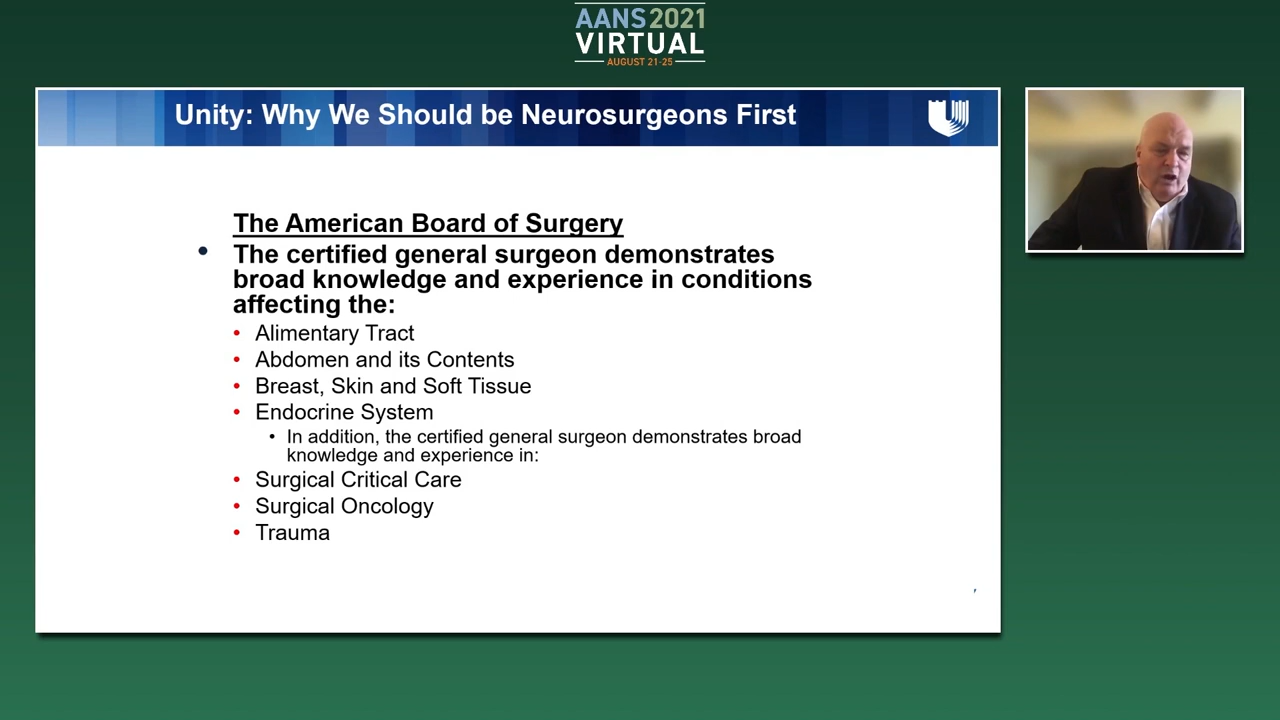 AANS 2021
VIRTUAL
AUGUST 21-25
Unity: Why We Should be Neurosurgeons First
The American Board of Surgery
• The certified general surgeon demonstrates
broad knowledge and experience in conditions
affecting the:
• Alimentary Tract
• Abdomen and its Contents
• Breast, Skin and Soft Tissue
• Endocrine System
• In addition, the certified general surgeon demonstrates broad
knowledge and experience in:
• Surgical Critical Care
• Surgical Oncology
• Trauma